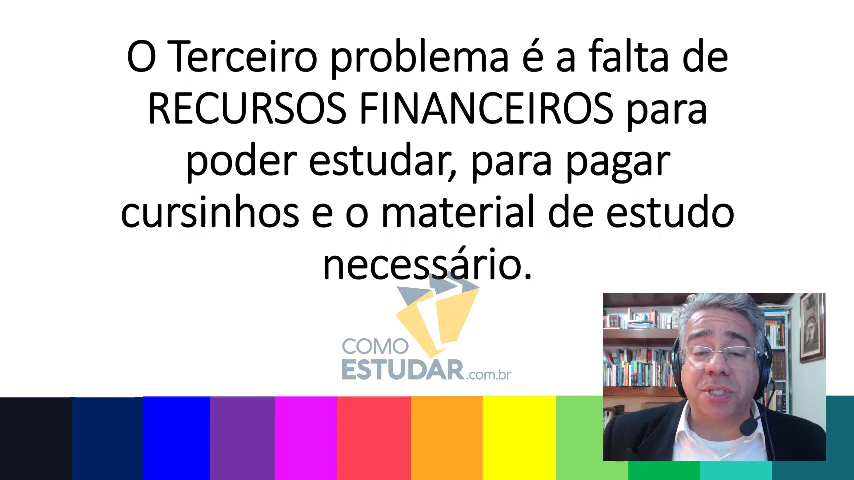 O Terceiro problema é a falta de
RECURSOS FINANCEIROS para
poder estudar, para pagar
cursinhos e o material de estudo
necessário.
COMO
ESTUDAR.com.br